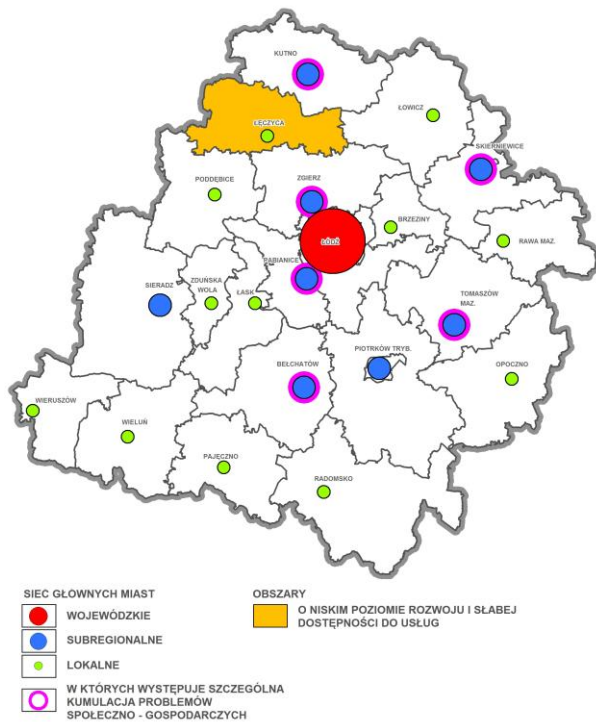 KUTNO
ŁOWICZ
ŁĘCZYCA
SKIERNIEWICE
ZGIERZ
PODDĘBICE
BRZEZINY
ŁÓDŹ
RAWA MAZ.
PABIANICE
ZDUŃSKA
WOLA
ŁASK
SIERADZ
TOMASZÓW
MAZ.
PIOTRKÓW TRYB.
BEŁCHATÓW
OPOCZNO
WIERUSZÓW
WIELUŃ
PAJĘCZNO
RADOMSKO
SIEC GŁOWNYCH MIAST
WOJEWÓDZKIE
SUBREGIONALNE
LOKALNE
W KTÓRYCH WYSTĘPUJE SZCZEGÓLNA
KUMULACJA PROBLEMÓW
SPOŁECZNO - GOSPODARCZYCH
OBSZARY
O NISKIM POZIOMIE ROZWOJU I SŁABEJ
DOSTĘPNOŚCI DO USŁUG